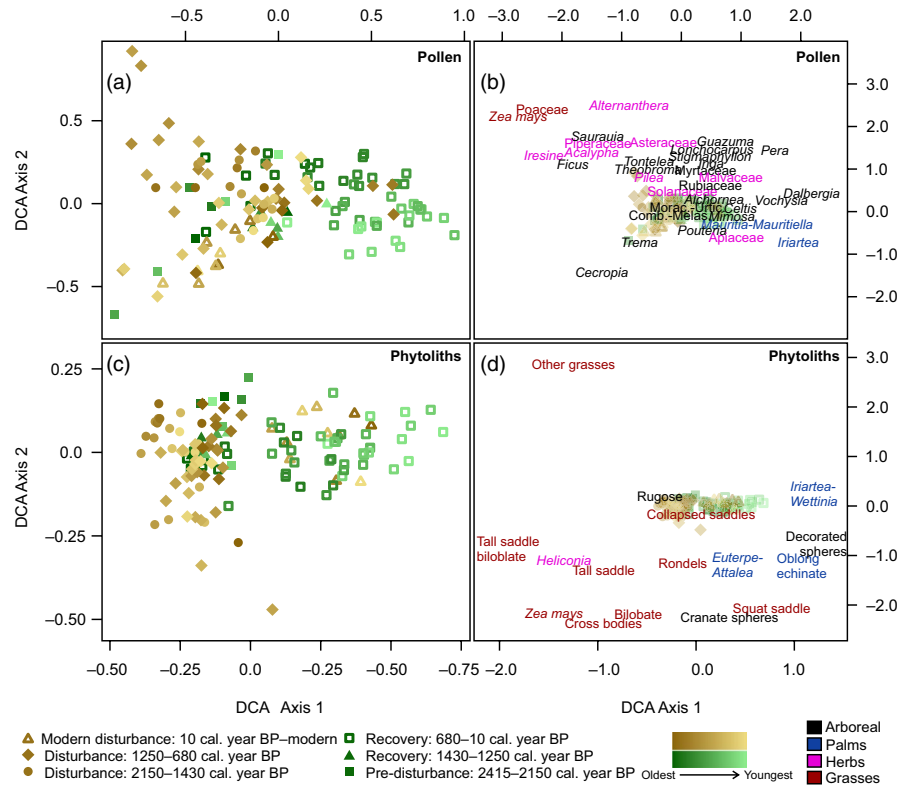 −0.5 0.0 0.5 1.0
−1.0 0.0 1.0 2.0
(a)
Pollen
DCA Axis 2
0.5
0.0
−0.5
(b)
Pollen
3.0
2.0
1.0
0.0
−1.0
−2.0
Poaceae
Zea mays
Alternanthera
Saurauia
Piperaceae
Asteraceae
Guazuma
Lonchocarpus
Pera
Iresine
Acalypha
Stigmaphyllon
Ficus
Tontelea
Inga
Theobroma
Myrtaceae
Pilea
Malvaceae
Rubiaceae
Solanaceae
Dalbergia
Alchornea
Vochysia
Morac.-Urtic.
Celtis
Comb.-Melas.
Mimosa
Mauritia-Mauritiella
Pouteria
Trema
Apiaceae
Iriartea
Cecropia
(c)
Phytoliths
DCA Axis 2
0.25
0.0
−0.25
−0.50
−0.50 −0.25 0.0 −0.25 −0.50 −0.75
DCA Axis 1
(d)
Phytoliths
3.0
2.0
1.0
0.0
−1.0
−2.0
Other grasses
Rugose
Iriartea-
Wettinia
Collapsed saddles
Tall saddle
bilobate
Decorated
spheres
Heliconia
Tall saddle
Rondels
Euterpe-
Attalea
Oblong
echinate
Zea mays
Bilobate
Cross bodies
Squat saddle
Cranate spheres
−2.0 −1.0 0.0 1.0
DCA Axis 1
Modern disturbance: 10 cal. year BP–modern
Disturbance: 1250–680 cal. year BP
Disturbance: 2150–1430 cal. year BP
Recovery: 680–10 cal. year BP
Recovery: 1430–1250 cal. year BP
Pre-disturbance: 2415–2150 cal. year BP
Oldest Youngest
Arboreal
Palms
Herbs
Grasses